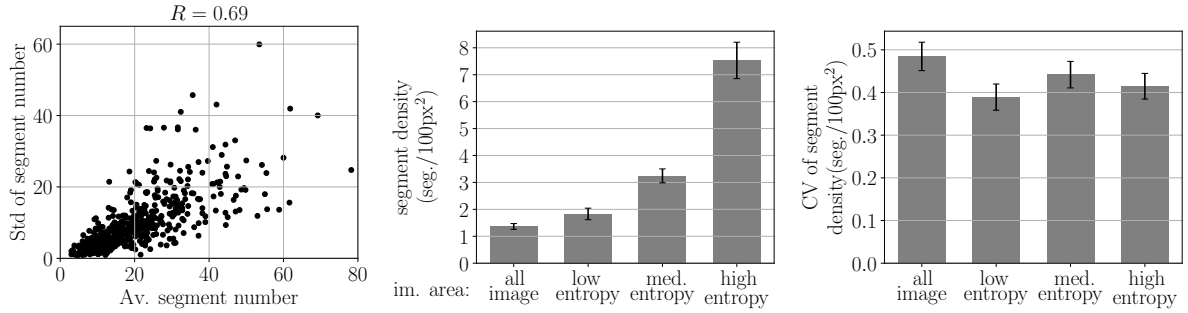 R = 0.69
Std of segment number
60
40
20
0
0 20 40 60 80
Av. segment number
segment density
(seg./100px²)
8
7
6
5
4
3
2
1
0
im. area:
all image
low entropy
med. entropy
high entropy
CV of segment
density(seg./100px²)
0.5
0.4
0.3
0.2
0.1
0.0
all image
low entropy
med. entropy
high entropy